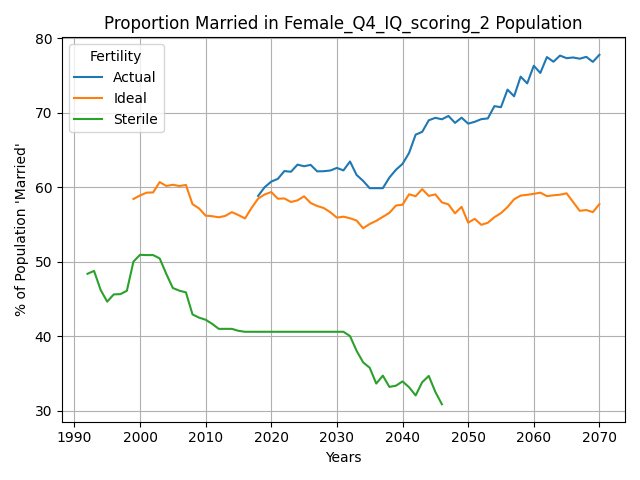 Proportion Married in Female_Q4_IQ_scoring_2 Population
% of Population 'Married'
80
70
60
50
40
30
Fertility
Actual
Ideal
Sterile
1990 2000 2010 2020 2030 2040 2050 2060 2070
Years